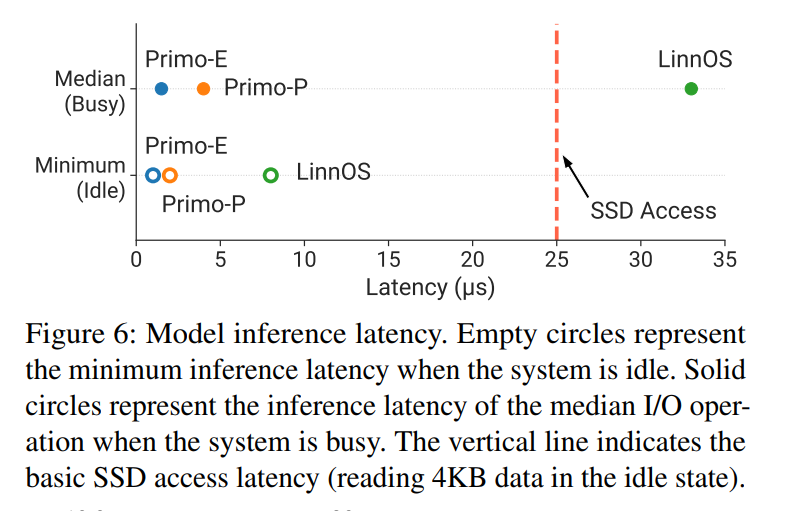 Primo-E
LinnOS
Median
(Busy)
Primo-P
Primo-E
Minimum
(Idle)
LinnOS
Primo-P
SSD Access
0 5 10 15 20 25 30 35
Latency (μs)
Figure 6: Model inference latency. Empty circles represent
the minimum inference latency when the system is idle. Solid
circles represent the inference latency of the median I/O oper-
ation when the system is busy. The vertical line indicates the
basic SSD access latency (reading 4KB data in the idle state).